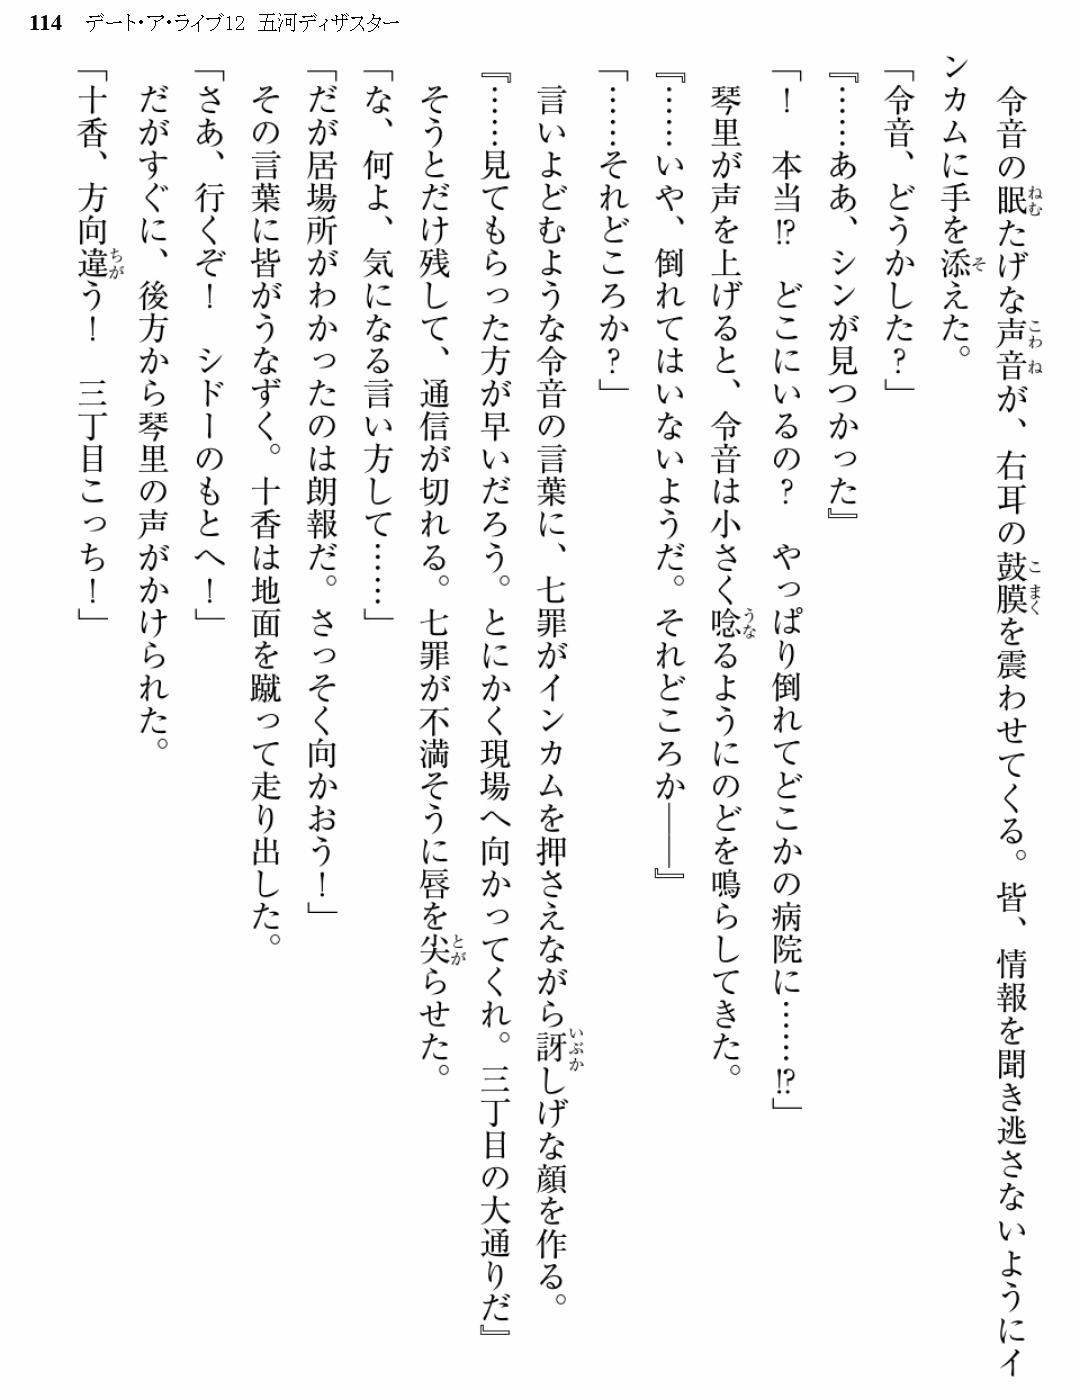 114 デート・ア・ライブ12 五河ディザスター
令音の眠たげな声音が、右耳の鼓膜を震わせてくる。皆、情報を聞き逃さないようにイ
ンカムに手を添えた。
「令音、どうかした？」
『……ああ、シンが見つかった』
「！　本当!?　どこにいるの？　やっぱり倒れてどこかの病院に……!?」
琴里が声を上げると、令音は小さく唸るようにのどを鳴らしてきた。
『……いや、倒れてはいないようだ。それどころか――』
「……それどころか？」
言いよどむような令音の言葉に、七罪がインカムを押さえながら訝しげな顔を作る。
『……見てもらった方が早いだろう。とにかく現場へ向かってくれ。三丁目の大通りだ』
そうとだけ残して、通信が切れる。七罪が不満そうに唇を尖らせた。
「な、何よ、気になる言い方して……」
「だが居場所がわかったのは朗報だ。さっそく向かおう！」
その言葉に皆がうなずく。十香は地面を蹴って走り出した。
「さあ、行くぞ！　シドーのもとへ！」
だがすぐに、後方から琴里の声がかけられた。
「十香、方向違う！　三丁目こっち！」